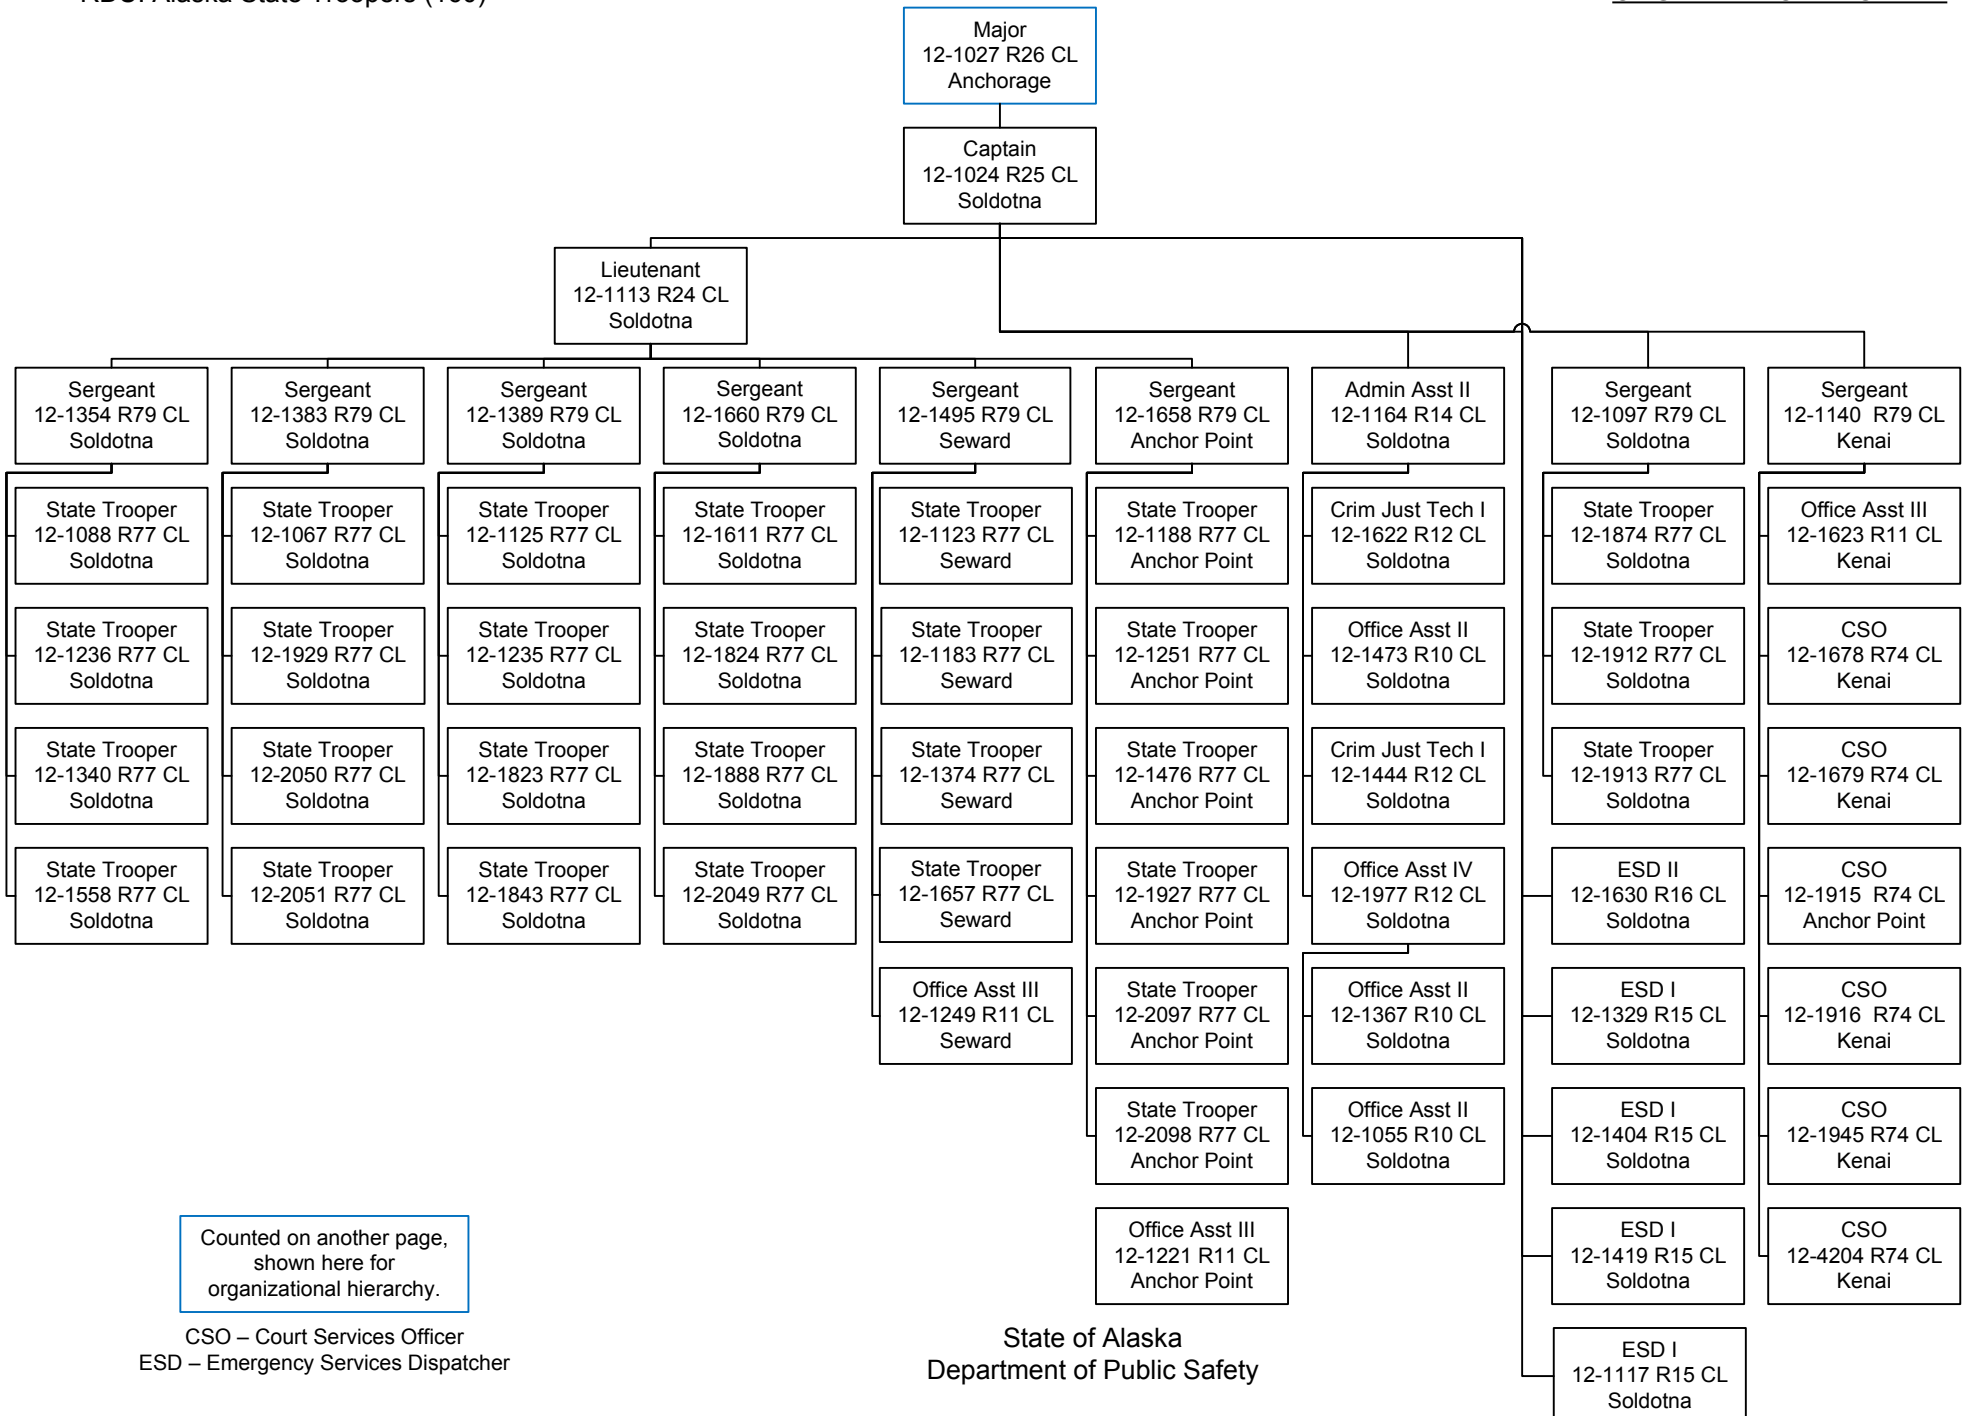 Alaska State Troopers
Major
12-1027 R26 CL
Anchorage
Captain
12-1024 R25 CL
Soldotna
Lieutenant
12-1113 R24 CL
Soldotna
Sergeant
12-1354 R79 CL
Soldotna
State Trooper
12-1088 R77 CL
Soldotna
State Trooper
12-1236 R77 CL
Soldotna
State Trooper
12-1340 R77 CL
Soldotna
State Trooper
12-1558 R77 CL
Soldotna
Sergeant
12-1383 R79 CL
Soldotna
State Trooper
12-1067 R77 CL
Soldotna
State Trooper
12-1929 R77 CL
Soldotna
State Trooper
12-2050 R77 CL
Soldotna
State Trooper
12-2051 R77 CL
Soldotna
Sergeant
12-1389 R79 CL
Soldotna
State Trooper
12-1125 R77 CL
Soldotna
State Trooper
12-1235 R77 CL
Soldotna
State Trooper
12-1823 R77 CL
Soldotna
State Trooper
12-1843 R77 CL
Soldotna
Sergeant
12-1660 R79 CL
Soldotna
State Trooper
12-1611 R77 CL
Soldotna
State Trooper
12-1824 R77 CL
Soldotna
State Trooper
12-1888 R77 CL
Soldotna
State Trooper
12-2049 R77 CL
Soldotna
Sergeant
12-1495 R79 CL
Seward
State Trooper
12-1123 R77 CL
Seward
State Trooper
12-1183 R77 CL
Seward
State Trooper
12-1374 R77 CL
Seward
State Trooper
12-1657 R77 CL
Seward
Office Asst III
12-1249 R11 CL
Seward
Sergeant
12-1658 R79 CL
Anchor Point
State Trooper
12-1188 R77 CL
Anchor Point
State Trooper
12-1251 R77 CL
Anchor Point
State Trooper
12-1476 R77 CL
Anchor Point
State Trooper
12-1927 R77 CL
Anchor Point
State Trooper
12-2097 R77 CL
Anchor Point
State Trooper
12-2098 R77 CL
Anchor Point
Office Asst III
12-1221 R11 CL
Anchor Point
Admin Asst II
12-1164 R14 CL
Soldotna
Crim Just Tech I
12-1622 R12 CL
Soldotna
Office Asst II
12-1473 R10 CL
Soldotna
Crim Just Tech I
12-1444 R12 CL
Soldotna
Office Asst IV
12-1977 R12 CL
Soldotna
Office Asst II
12-1367 R10 CL
Soldotna
Office Asst II
12-1055 R10 CL
Soldotna
Sergeant
12-1097 R79 CL
Soldotna
State Trooper
12-1874 R77 CL
Soldotna
State Trooper
12-1912 R77 CL
Soldotna
State Trooper
12-1913 R77 CL
Soldotna
ESD II
12-1630 R16 CL
Soldotna
ESD I
12-1329 R15 CL
Soldotna
ESD I
12-1404 R15 CL
Soldotna
ESD I
12-1419 R15 CL
Soldotna
ESD I
12-1117 R15 CL
Soldotna
Sergeant
12-1140 R79 CL
Kenai
Office Asst III
12-1623 R11 CL
Kenai
CSO
12-1678 R74 CL
Kenai
CSO
12-1679 R74 CL
Kenai
CSO
12-1915 R74 CL
Anchor Point
CSO
12-1916 R74 CL
Kenai
CSO
12-1945 R74 CL
Kenai
CSO
12-4204 R74 CL
Kenai
Counted on another page,
shown here for
organizational hierarchy.
CSO – Court Services Officer
ESD – Emergency Services Dispatcher
State of Alaska
Department of Public Safety